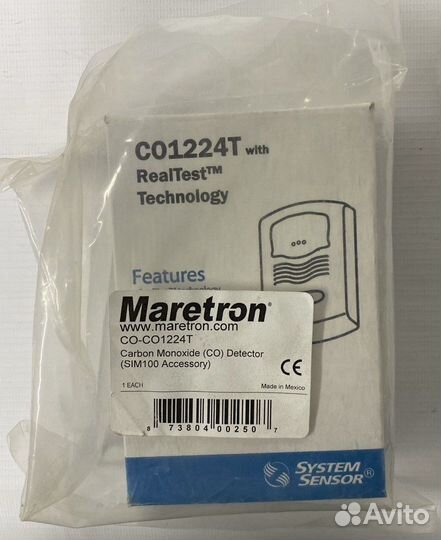 CO1224T with
RealTest™
Technology
Features
Maretron®
www.maretron.com
CO-CO1224T
Carbon Monoxide (CO) Detector
(SIM100 Accessory)
CE
1 EACH
Made in Mexico
8 73804 00250 7
SYSTEM
SENSOR®
Avito